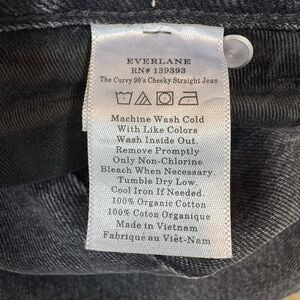 EVERLANE
RN# 139393
The Curvy 90's Cheeky Straight Jean
Machine Wash Cold
With Like Colors
Wash Inside Out.
Remove Promptly
Only Non-Chlorine
Bleach When Necessary.
Tumble Dry Low.
Cool Iron If Needed.
100% Organic Cotton
100% Coton Organique
Made in Vietnam
Fabriqué au Viêt-Nam